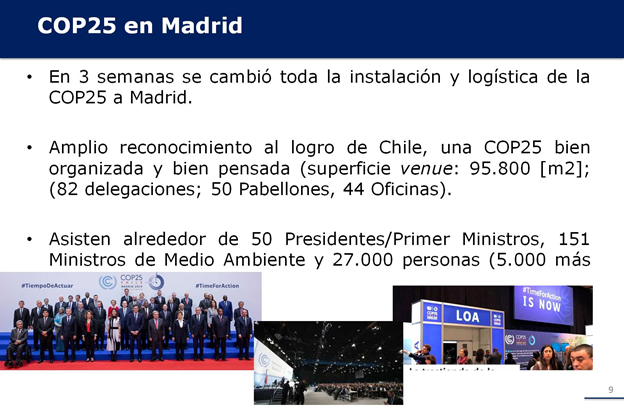 COP25 en Madrid
• En 3 semanas se cambió toda la instalación y logística de la
COP25 a Madrid.
• Amplio reconocimiento al logro de Chile, una COP25 bien
organizada y bien pensada (superficie venue: 95.800 [m2];
(82 delegaciones; 50 Pabellones, 44 Oficinas).
• Asisten alrededor de 50 Presidentes/Primer Ministros, 151
Ministros de Medio Ambiente y 27.000 personas (5.000 más
#TiempoDeActuar
COP25
CHILE
#TimeForAction
#TimeForAction
IS NOW
LOA
COP25
9